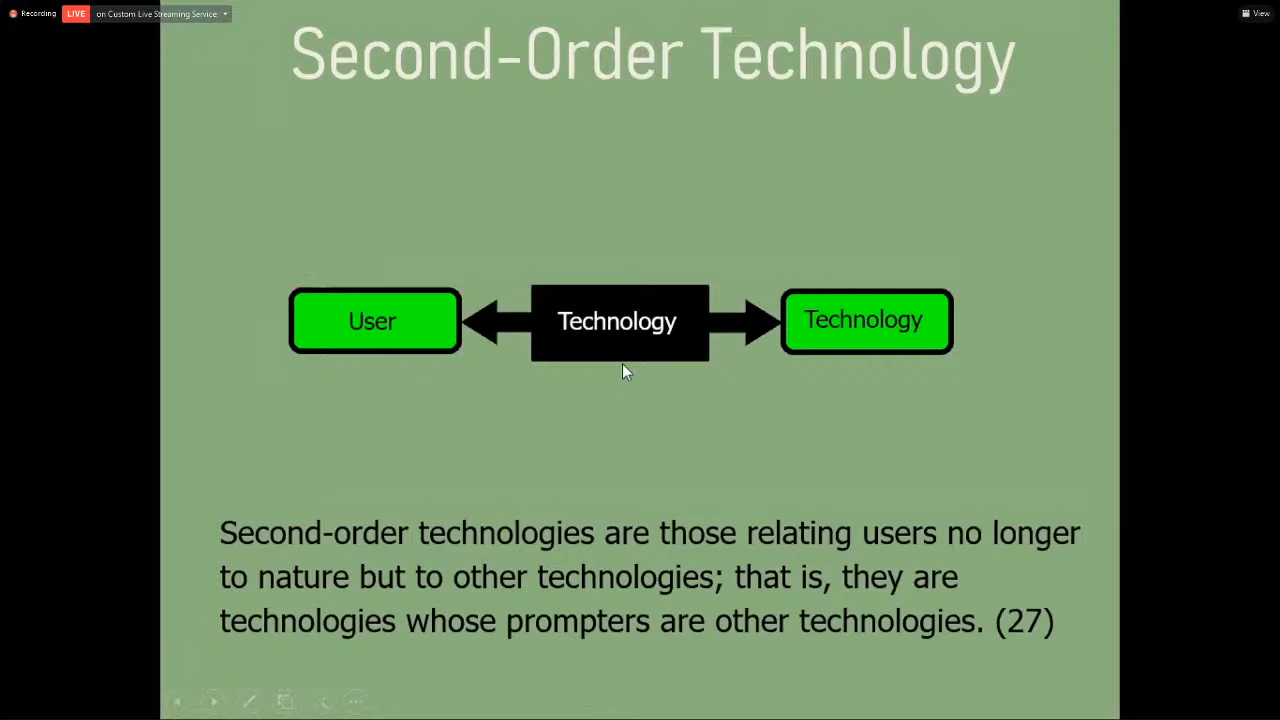 Recording LIVE on Custom Live Streaming Service View
Second-Order Technology
User Technology Technology
Second-order technologies are those relating users no longer
to nature but to other technologies; that is, they are
technologies whose prompters are other technologies. (27)